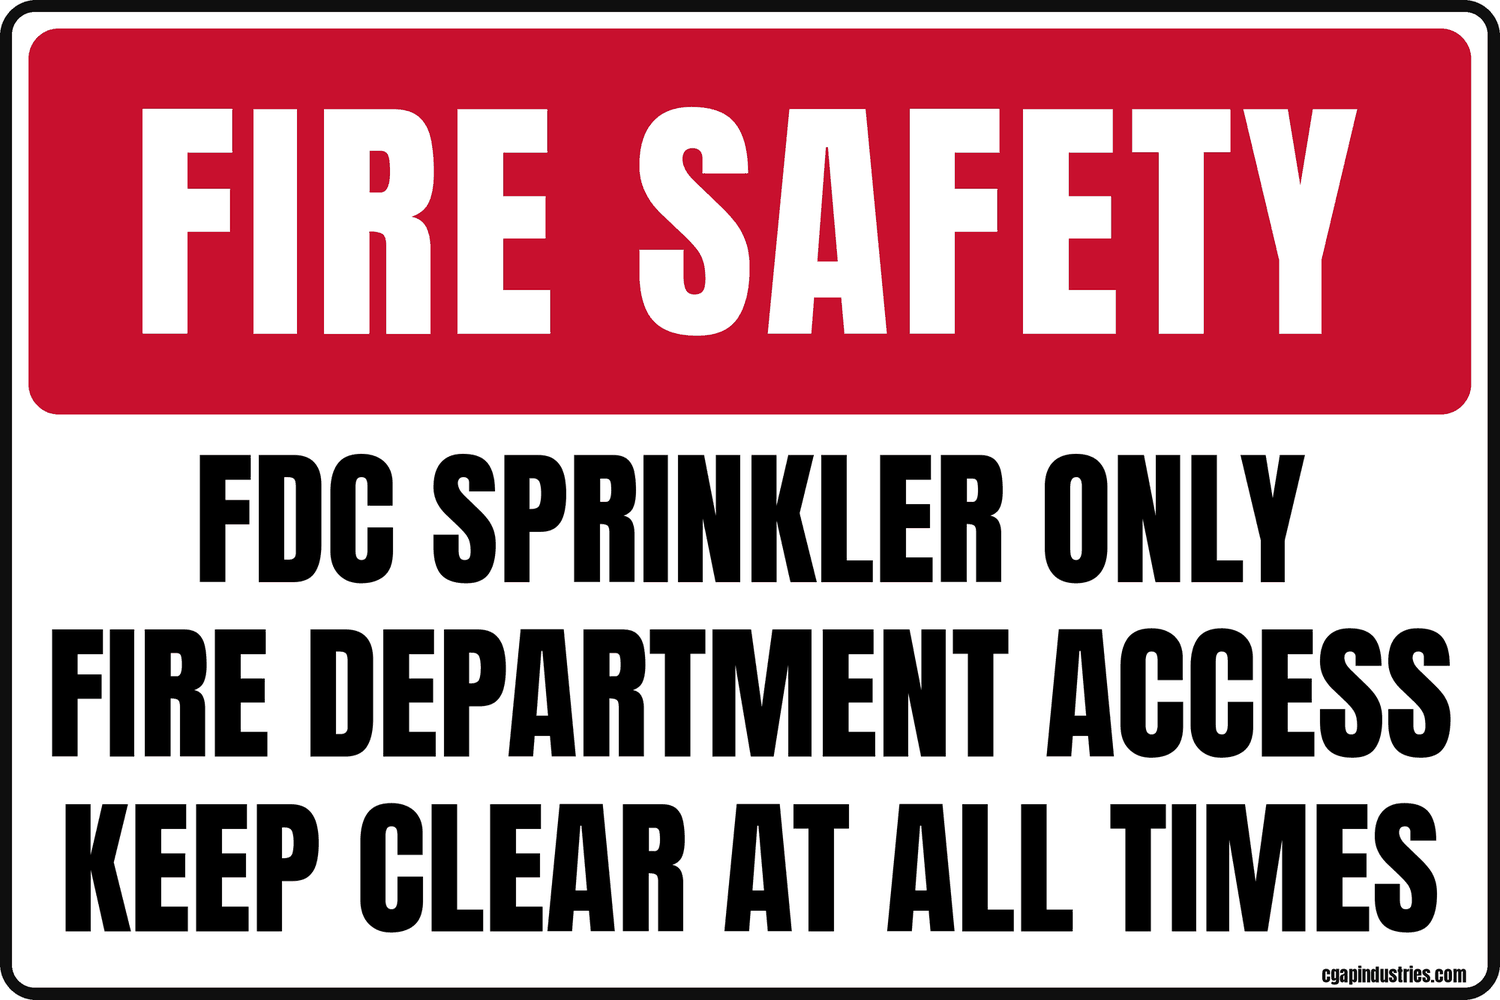 FIRE SAFETY
FDC SPRINKLER ONLY
FIRE DEPARTMENT ACCESS
KEEP CLEAR AT ALL TIMES
cgapindustries.com